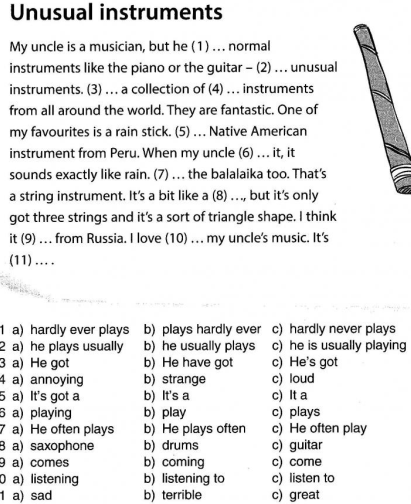 Unusual instruments
My uncle is a musician, but he (1) … normal
instruments like the piano or the guitar – (2) … unusual
instruments. (3) … a collection of (4) … instruments
from all around the world. They are fantastic. One of
my favourites is a rain stick. (5) … Native American
instrument from Peru. When my uncle (6) … it, it
sounds exactly like rain. (7) … the balalaika too. That's
a string instrument. It's a bit like a (8) …, but it's only
got three strings and it's a sort of triangle shape. I think
it (9) … from Russia. I love (10) … my uncle's music. It's
(11) … .
1 a) hardly ever plays b) plays hardly ever c) hardly never plays
2 a) he plays usually b) he usually plays c) he is usually playing
3 a) He got b) He have got c) He's got
4 a) annoying b) strange c) loud
5 a) It's got a b) It's a c) It a
6 a) playing b) play c) plays
7 a) He often plays b) He plays often c) He often play
8 a) saxophone b) drums c) guitar
9 a) comes b) coming c) come
0 a) listening b) listening to c) listen to
1 a) sad b) terrible c) great